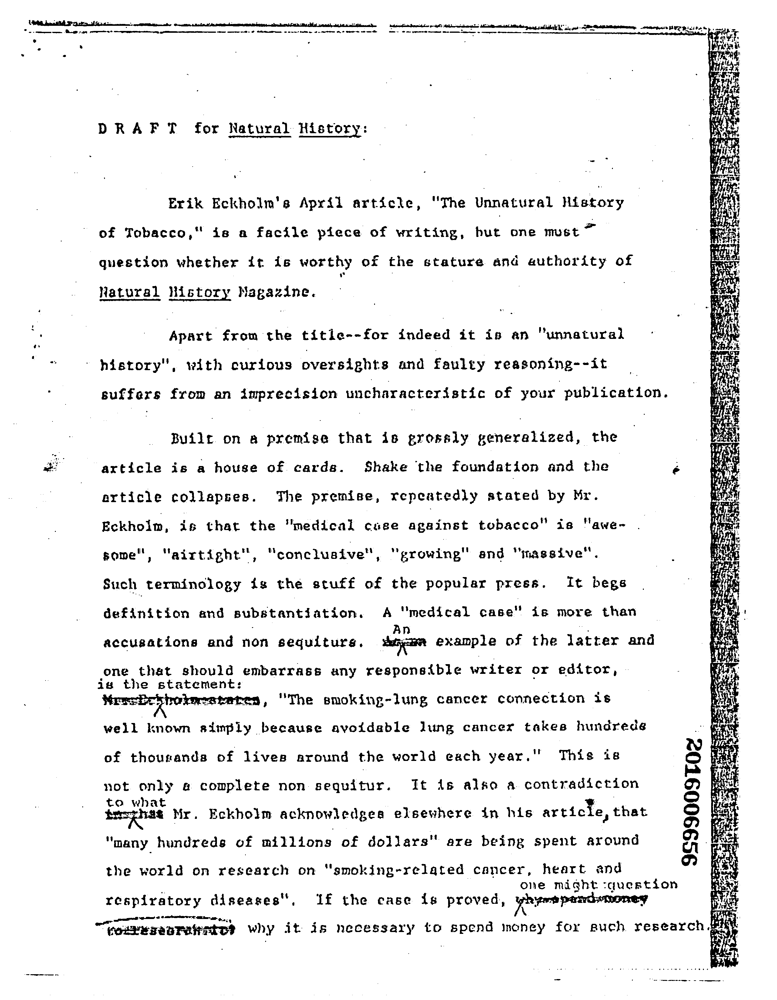 D R A F T for Natural History:
Erik Eckholm's April article, "The Unnatural History
of Tobacco," is a facile piece of writing, but one must
question whether it is worthy of the stature and authority of
Natural History Magazine.
Apart from the title--for indeed it is an "unnatural
history", with curious oversights and faulty reasoning--it
suffers from an imprecision uncharacteristic of your publication.
Built on a premise that is grossly generalized, the
article is a house of cards. Shake the foundation and the
article collapses. The premise, repeatedly stated by Mr.
Eckholm, is that the "medical case against tobacco" is "awe-
some", "airtight", "conclusive", "growing" and "massive".
Such terminology is the stuff of the popular press. It begs
definition and substantiation. A "medical case" is more than
An
accusations and non sequiturs. example of the latter and
one that should embarrass any responsible writer or editor,
is the statement:
Mr. Eckholm states, "The smoking-lung cancer connection is
well known simply because avoidable lung cancer takes hundreds
of thousands of lives around the world each year." This is
not only a complete non sequitur. It is also a contradiction
to what
Mr. Eckholm acknowledges elsewhere in his article, that
"many hundreds of millions of dollars" are being spent around
the world on research on "smoking-related cancer, heart and
one might question
respiratory diseases". If the case is proved, why spend money
why it is necessary to spend money for such research.
2016006656